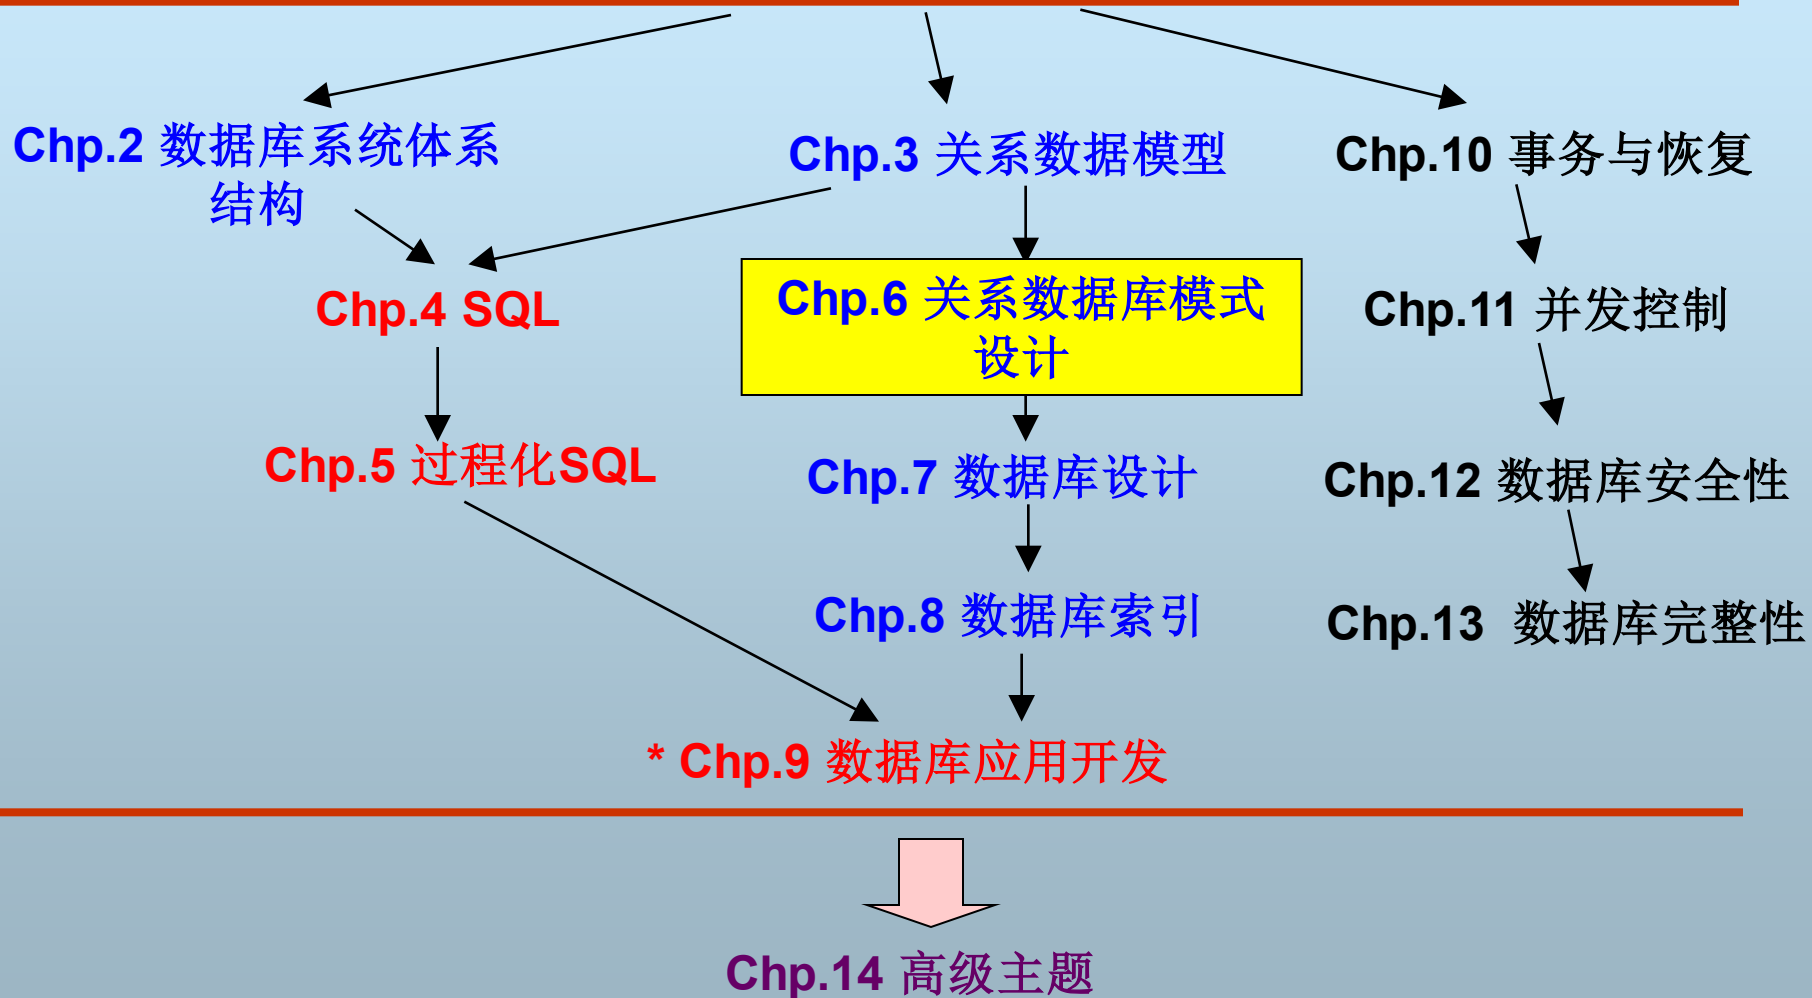 Chp.2 数据库系统体系
结构
Chp.3 关系数据模型
Chp.10 事务与恢复
Chp.4 SQL
Chp.6 关系数据库模式
设计
Chp.11 并发控制
Chp.5 过程化SQL
Chp.7 数据库设计
Chp.12 数据库安全性
Chp.8 数据库索引
Chp.13 数据库完整性
* Chp.9 数据库应用开发
Chp.14 高级主题